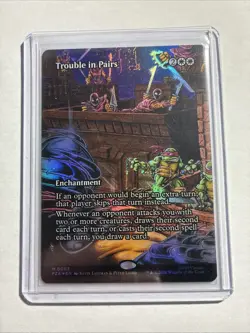 Trouble in Pairs 2
Enchantment
If an opponent would begin an extra turn,
that player skips that turn instead.
Whenever an opponent attacks you with
two or more creatures, draws their second
card each turn, or casts their second spell
each turn, you draw a card.